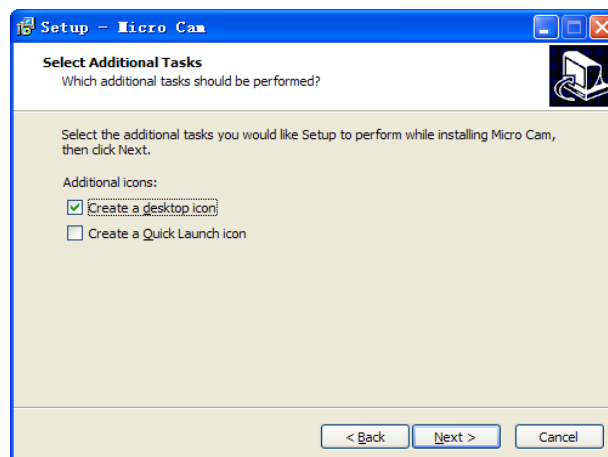 Setup - Micro Cam
Select Additional Tasks
Which additional tasks should be performed?
Select the additional tasks you would like Setup to perform while installing Micro Cam,
then click Next.
Additional icons:
Create a desktop icon
Create a Quick Launch icon
< Back
Next >
Cancel